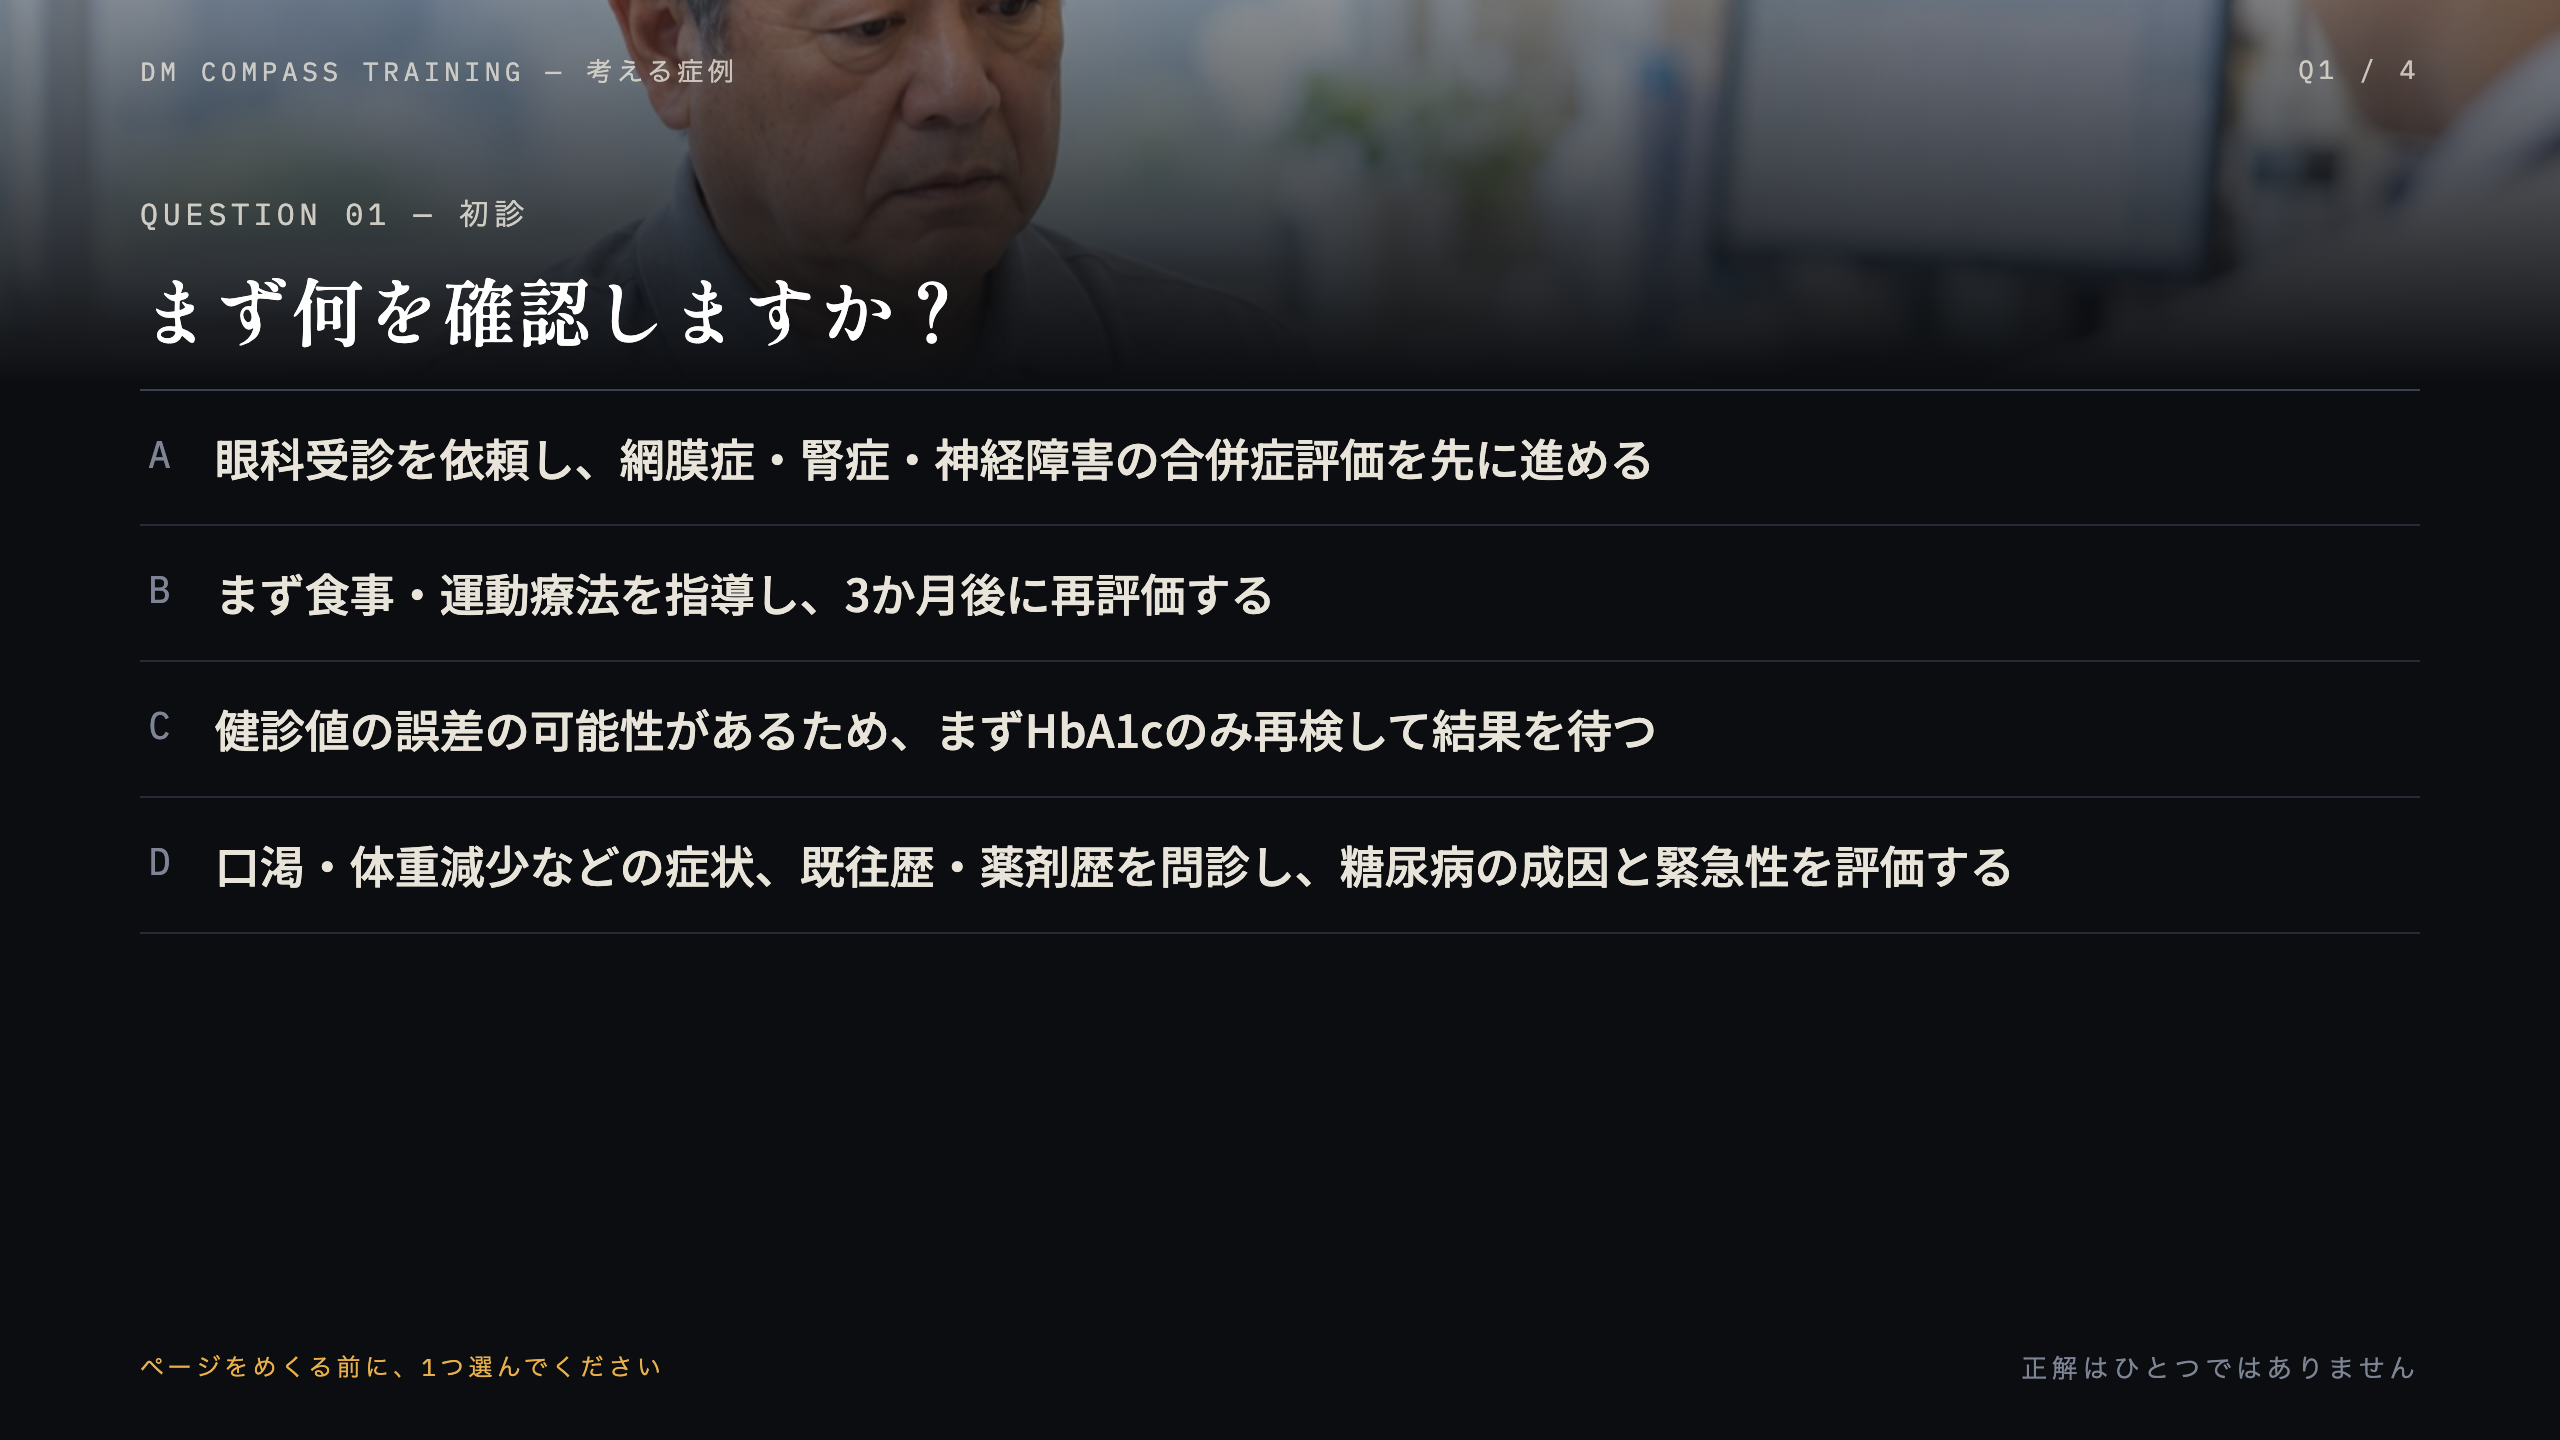 DM COMPASS TRAINING — 考える症例
Q1 / 4
QUESTION 01 — 初診
まず何を確認しますか？
A 眼科受診を依頼し、網膜症・腎症・神経障害の合併症評価を先に進める
B まず食事・運動療法を指導し、3か月後に再評価する
C 健診値の誤差の可能性があるため、まずHbA1cのみ再検して結果を待つ
D 口渇・体重減少などの症状、既往歴・薬剤歴を問診し、糖尿病の成因と緊急性を評価する
ページをめくる前に、1つ選んでください
正解はひとつではありません